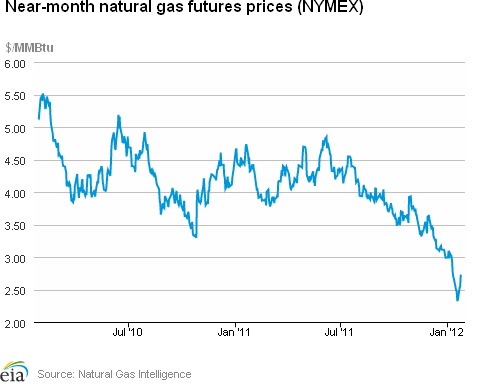 Near-month natural gas futures prices (NYMEX)
$/MMBtu
6.00
5.50
5.00
4.50
4.00
3.50
3.00
2.50
2.00
Jul '10
Jan '11
Jul '11
Jan '12
eia
Source: Natural Gas Intelligence